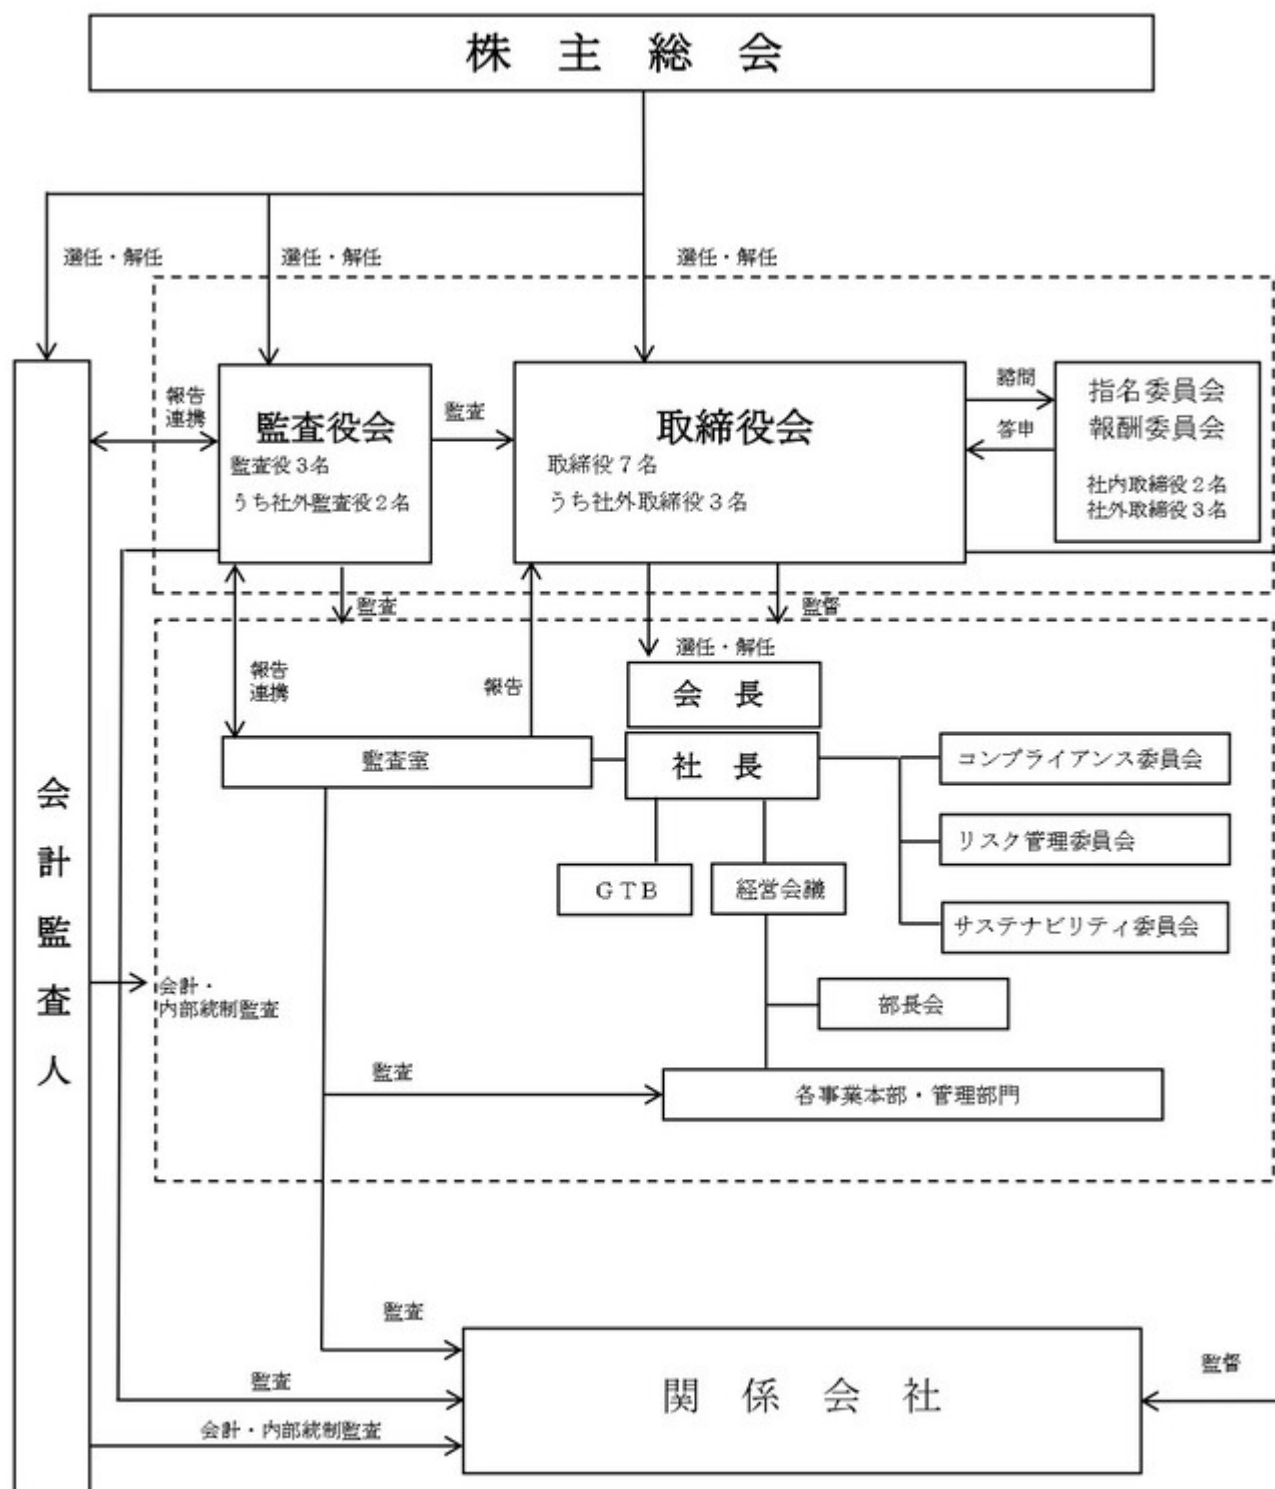 株主総会
選任・解任
選任・解任
選任・解任
報告
連携
監査役会
監査役3名
うち社外監査役2名
監査
取締役会
取締役7名
うち社外取締役3名
諮問
答申
指名委員会
報酬委員会
社内取締役2名
社外取締役3名
監査
監督
選任・解任
報告
連携
報告
会長
監査室
社長
コンプライアンス委員会
リスク管理委員会
サステナビリティ委員会
GTB
経営会議
会計監査人
会計・
内部統制監査
部長会
監査
各事業本部・管理部門
監査
監査
会計・内部統制監査
関係会社
監督